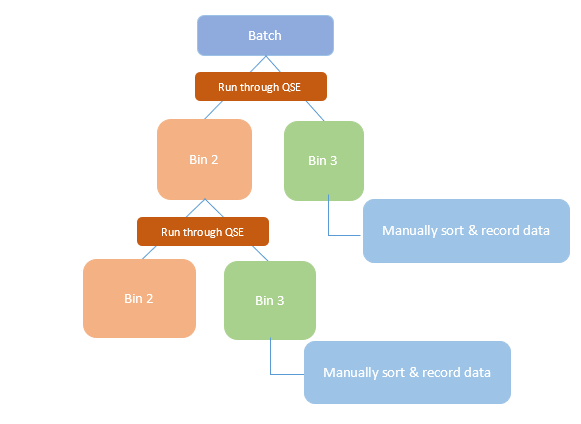 Batch
Run through QSE
Bin 2
Bin 3
Manually sort & record data
Run through QSE
Bin 2
Bin 3
Manually sort & record data